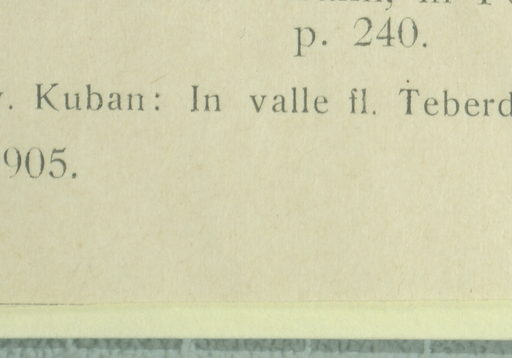 p. 240.
Kuban: In valle fl. Teberd
905.